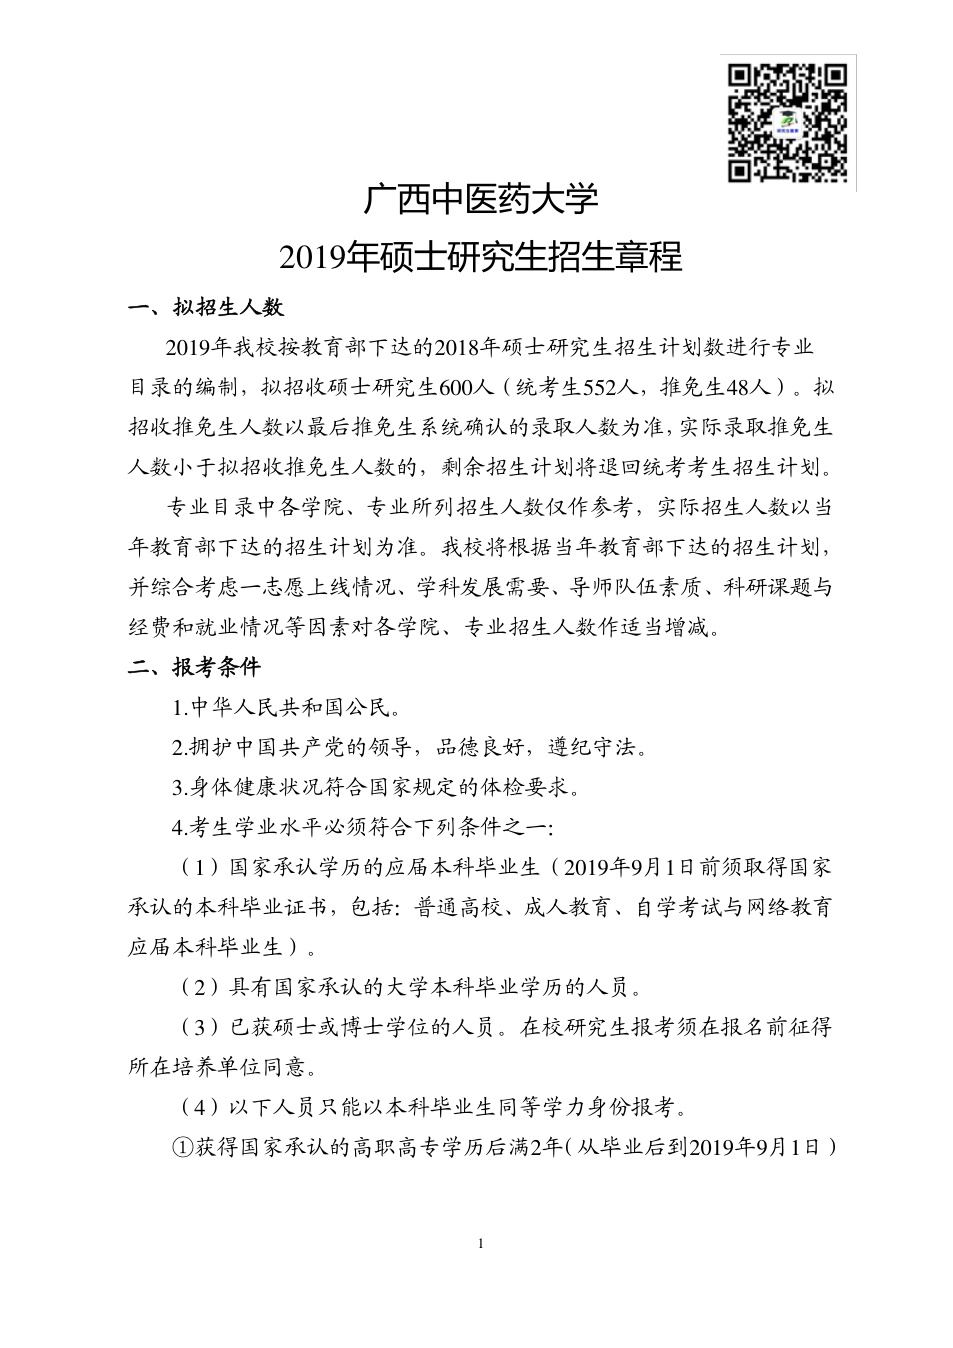 广西中医药大学
2019年硕士研究生招生章程
一、拟招生人数
2019年我校按教育部下达的2018年硕士研究生招生计划数进行专业
目录的编制，拟招收硕士研究生600人（统考生552人，推免生48人）。拟
招收推免生人数以最后推免生系统确认的录取人数为准，实际录取推免生
人数小于拟招收推免生人数的，剩余招生计划将退回统考考生招生计划。
专业目录中各学院、专业所列招生人数仅作参考，实际招生人数以当
年教育部下达的招生计划为准。我校将根据当年教育部下达的招生计划，
并综合考虑一志愿上线情况、学科发展需要、导师队伍素质、科研课题与
经费和就业情况等因素对各学院、专业招生人数作适当增减。
二、报考条件
1.中华人民共和国公民。
2.拥护中国共产党的领导，品德良好，遵纪守法。
3.身体健康状况符合国家规定的体检要求。
4.考生学业水平必须符合下列条件之一：
（1）国家承认学历的应届本科毕业生（2019年9月1日前须取得国家
承认的本科毕业证书，包括：普通高校、成人教育、自学考试与网络教育
应届本科毕业生）。
（2）具有国家承认的大学本科毕业学历的人员。
（3）已获硕士或博士学位的人员。在校研究生报考须在报名前征得
所在培养单位同意。
（4）以下人员只能以本科毕业生同等学力身份报考。
①获得国家承认的高职高专学历后满2年（从毕业后到2019年9月1日）
1